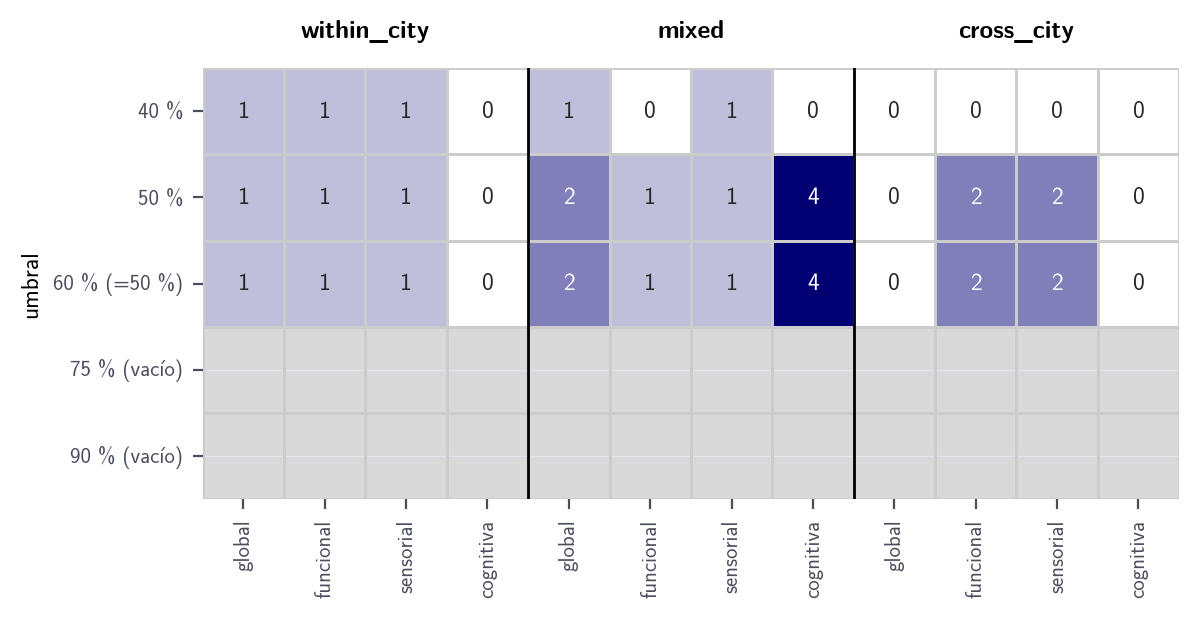 within_city mixed cross_city
40 % 1 1 1 0 1 0 1 0 0 0 0 0
50 % 1 1 1 0 2 1 1 4 0 2 2 0
60 % (=50 %) 1 1 1 0 2 1 1 4 0 2 2 0
75 % (vacío)
90 % (vacío)
umbral
global funcional sensorial cognitiva global funcional sensorial cognitiva global funcional sensorial cognitiva